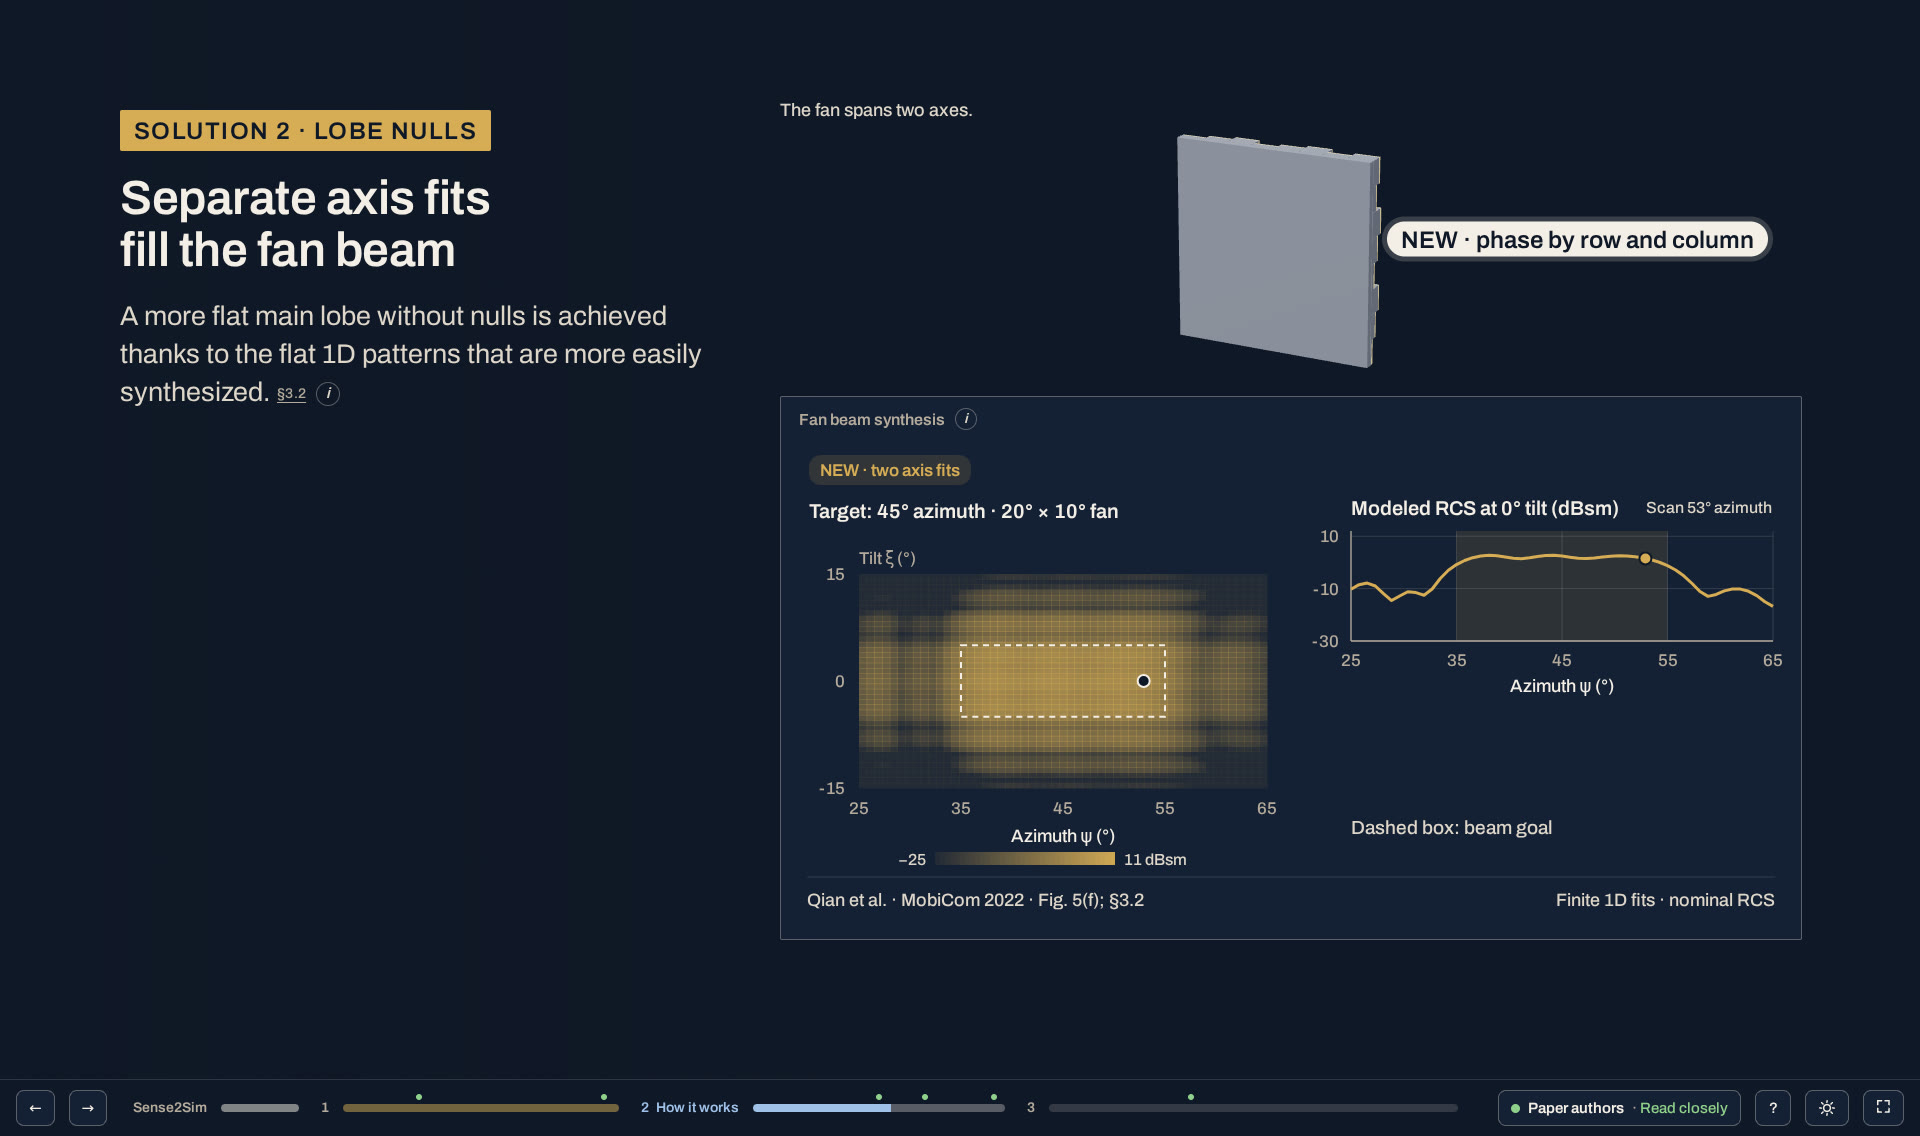 SOLUTION 2 · LOBE NULLS
Separate axis fits
fill the fan beam
A more flat main lobe without nulls is achieved
thanks to the flat 1D patterns that are more easily
synthesized. §3.2 i
The fan spans two axes.
NEW · phase by row and column
Fan beam synthesis i
NEW · two axis fits
Target: 45° azimuth · 20° × 10° fan
Tilt ξ (°)
15
0
-15
25 35 45 55 65
Azimuth ψ (°)
−25 11 dBsm
Modeled RCS at 0° tilt (dBsm) Scan 53° azimuth
10
-10
-30
25 35 45 55 65
Azimuth ψ (°)
Dashed box: beam goal
Qian et al. · MobiCom 2022 · Fig. 5(f); §3.2
Finite 1D fits · nominal RCS
← → Sense2Sim 1 2 How it works 3 Paper authors · Read closely ?